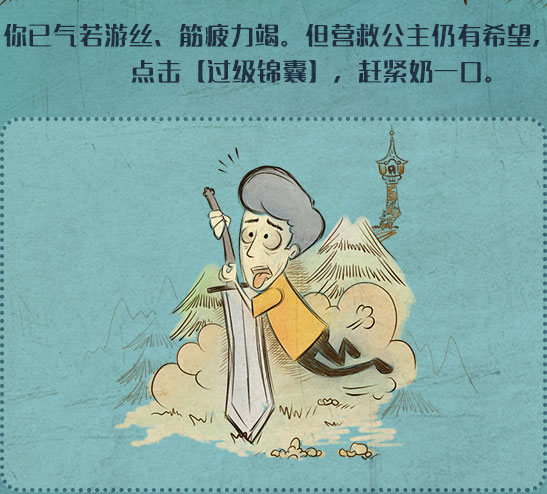 你已气若游丝、筋疲力竭。但营救公主仍有希望,
点击【过级锦囊】, 赶紧奶一口。